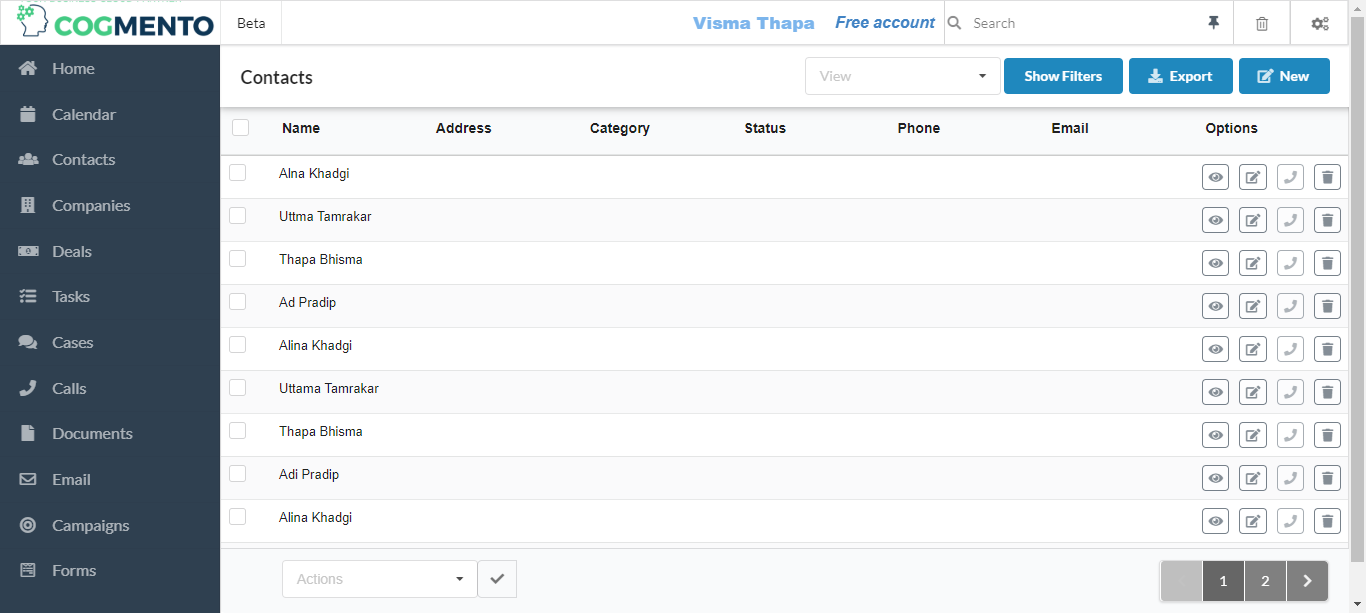 COGMENTO
Beta
Visma Thapa
Free account
Search
Home
Calendar
Contacts
Companies
Deals
Tasks
Cases
Calls
Documents
Email
Campaigns
Forms
Contacts
View
Show Filters
Export
New
Name Address Category Status Phone Email Options
Alna Khadgi
Uttma Tamrakar
Thapa Bhisma
Ad Pradip
Alina Khadgi
Uttama Tamrakar
Thapa Bhisma
Adi Pradip
Alina Khadgi
Actions
1 2